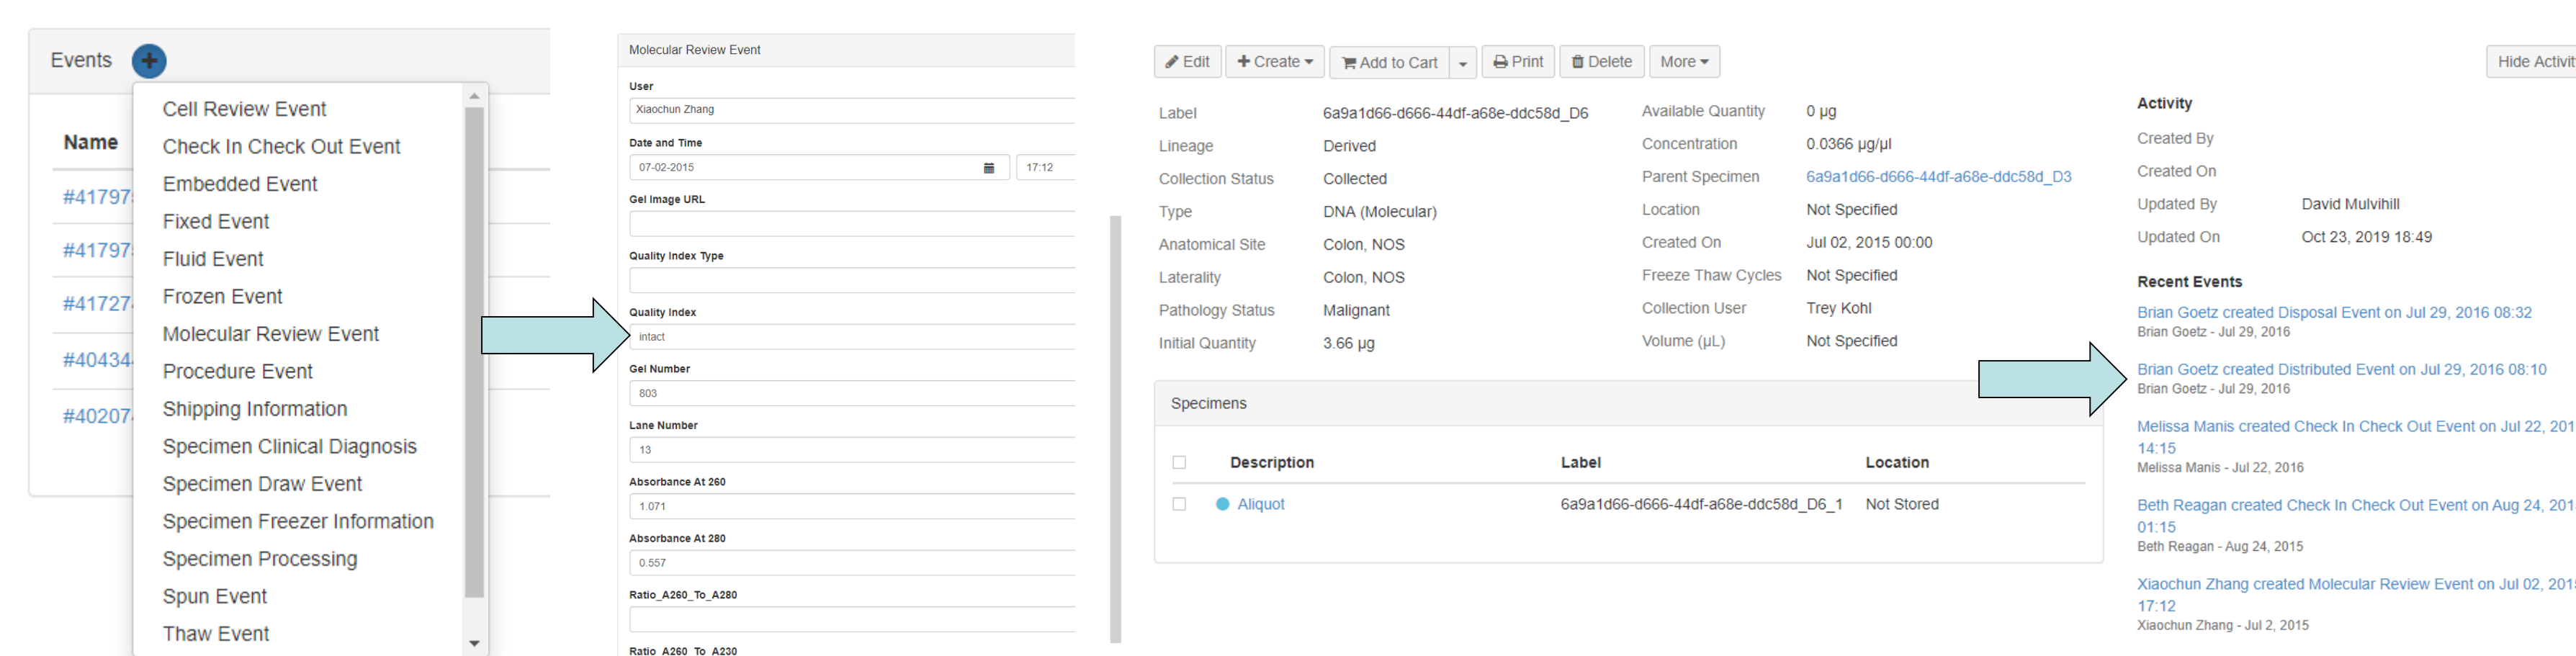 Events
Name
#41797
#41797
#41727
#40434
#40207
Cell Review Event
Check In Check Out Event
Embedded Event
Fixed Event
Fluid Event
Frozen Event
Molecular Review Event
Procedure Event
Shipping Information
Specimen Clinical Diagnosis
Specimen Draw Event
Specimen Freezer Information
Specimen Processing
Spun Event
Thaw Event
Molecular Review Event
User
Xiaochun Zhang
Date and Time
07-02-2015 17:12
Gel Image URL
Quality Index Type
Quality Index
intact
Gel Number
803
Lane Number
13
Absorbance At 260
1.071
Absorbance At 280
0.557
Ratio_A260_To_A280
Ratio_A260_To_A230
Edit Create Add to Cart Print Delete More
Label 6a9a1d66-d666-44df-a68e-ddc58d_D6
Lineage Derived
Collection Status Collected
Type DNA (Molecular)
Anatomical Site Colon, NOS
Laterality Colon, NOS
Pathology Status Malignant
Initial Quantity 3.66 µg
Available Quantity 0 µg
Concentration 0.0366 µg/µl
Parent Specimen 6a9a1d66-d666-44df-a68e-ddc58d_D3
Location Not Specified
Created On Jul 02, 2015 00:00
Freeze Thaw Cycles Not Specified
Collection User Trey Kohl
Volume (µL) Not Specified
Specimens
Description Label Location
Aliquot 6a9a1d66-d666-44df-a68e-ddc58d_D6_1 Not Stored
Hide Activit
Activity
Created By
Created On
Updated By David Mulvihill
Updated On Oct 23, 2019 18:49
Recent Events
Brian Goetz created Disposal Event on Jul 29, 2016 08:32
Brian Goetz - Jul 29, 2016
Brian Goetz created Distributed Event on Jul 29, 2016 08:10
Brian Goetz - Jul 29, 2016
Melissa Manis created Check In Check Out Event on Jul 22, 201
14:15
Melissa Manis - Jul 22, 2016
Beth Reagan created Check In Check Out Event on Aug 24, 201
01:15
Beth Reagan - Aug 24, 2015
Xiaochun Zhang created Molecular Review Event on Jul 02, 201
17:12
Xiaochun Zhang - Jul 2, 2015